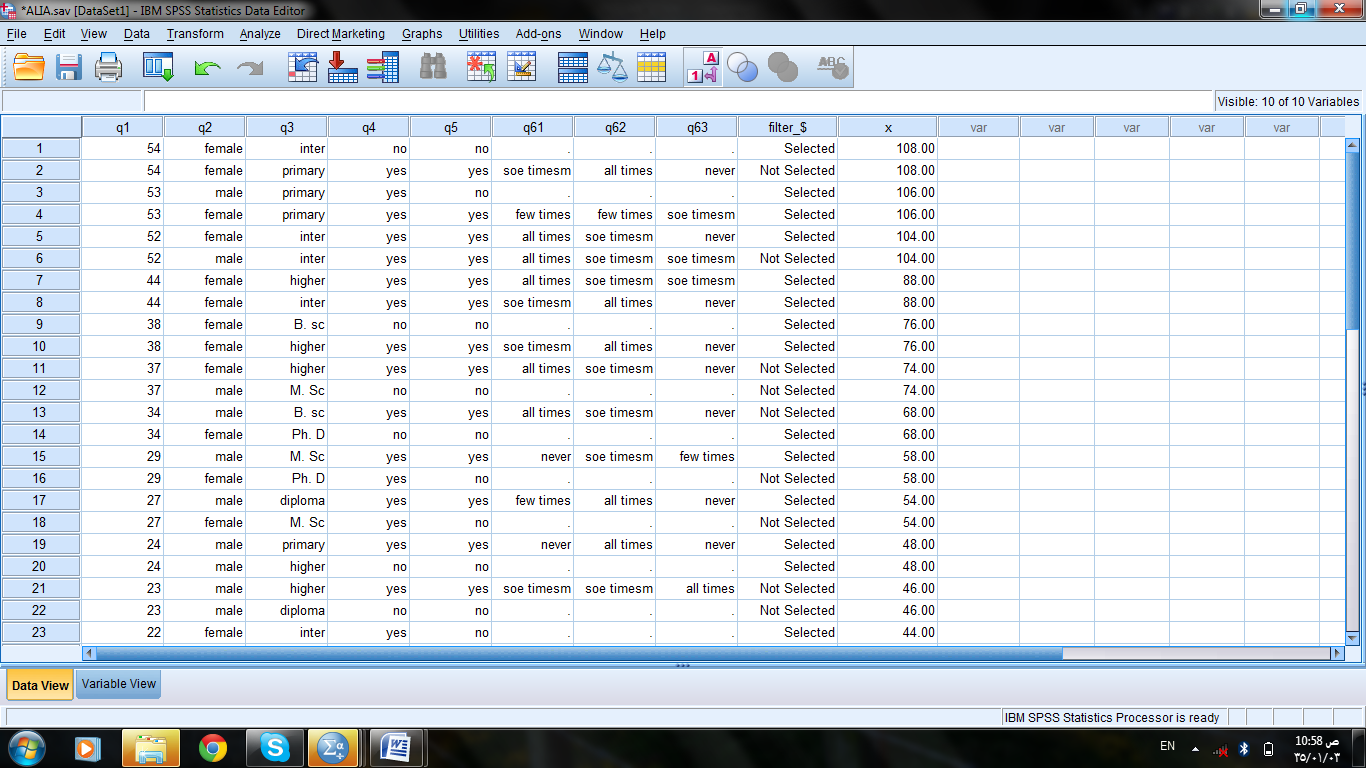 *ALIA.sav [DataSet1] - IBM SPSS Statistics Data Editor
File Edit View Data Transform Analyze Direct Marketing Graphs Utilities Add-ons Window Help
Visible: 10 of 10 Variables
q1 q2 q3 q4 q5 q61 q62 q63 filter_$ x var var var var var
1 54 female inter no no . . . Selected 108.00
2 54 female primary yes yes soe timesm all times never Not Selected 108.00
3 53 male primary yes no . . . Selected 106.00
4 53 female primary yes yes few times few times soe timesm Selected 106.00
5 52 female inter yes yes all times soe timesm never Selected 104.00
6 52 male inter yes yes all times soe timesm soe timesm Not Selected 104.00
7 44 female higher yes yes all times soe timesm soe timesm Selected 88.00
8 44 female inter yes yes soe timesm all times never Selected 88.00
9 38 female B. sc no no . . . Selected 76.00
10 38 female higher yes yes soe timesm all times never Selected 76.00
11 37 female higher yes yes all times soe timesm never Not Selected 74.00
12 37 male M. Sc no no . . . Not Selected 74.00
13 34 male B. sc yes yes all times soe timesm never Not Selected 68.00
14 34 female Ph. D no no . . . Selected 68.00
15 29 male M. Sc yes yes never soe timesm few times Selected 58.00
16 29 female Ph. D yes no . . . Not Selected 58.00
17 27 male diploma yes yes few times all times never Selected 54.00
18 27 female M. Sc yes no . . . Not Selected 54.00
19 24 male primary yes yes never all times never Selected 48.00
20 24 male higher no no . . . Selected 48.00
21 23 male higher yes yes soe timesm soe timesm all times Not Selected 46.00
22 23 male diploma no no . . . Not Selected 46.00
23 22 female inter yes no . . . Selected 44.00
Data View Variable View
IBM SPSS Statistics Processor is ready
EN
10:58 ص
٣٥/٠١/٠٣